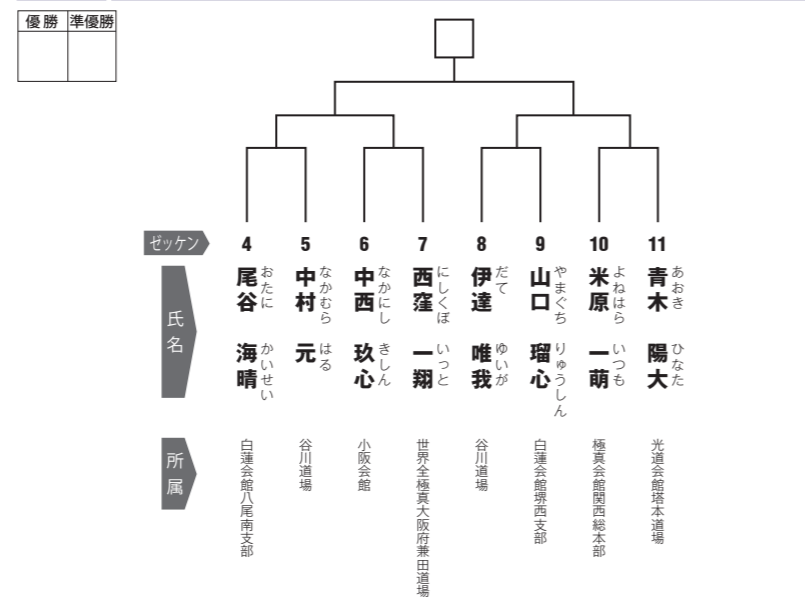 優勝 準優勝
ゼッケン 4 5 6 7 8 9 10 11
氏名
尾谷 海晴
おたに かいせい
中村 元
なかむら はる
中西 玖心
なかにし きしん
西窪 一翔
にしくぼ いっと
伊達 唯我
だて ゆいが
山口 瑠心
やまぐち りゅうしん
米原 一萌
よねはら いつも
青木 陽大
あおき ひなた
所属
白蓮会館八尾南支部
谷川道場
小阪会館
世界全極真大阪府兼田道場
谷川道場
白蓮会館堺西支部
極真会館関西総本部
光道会館塔本道場